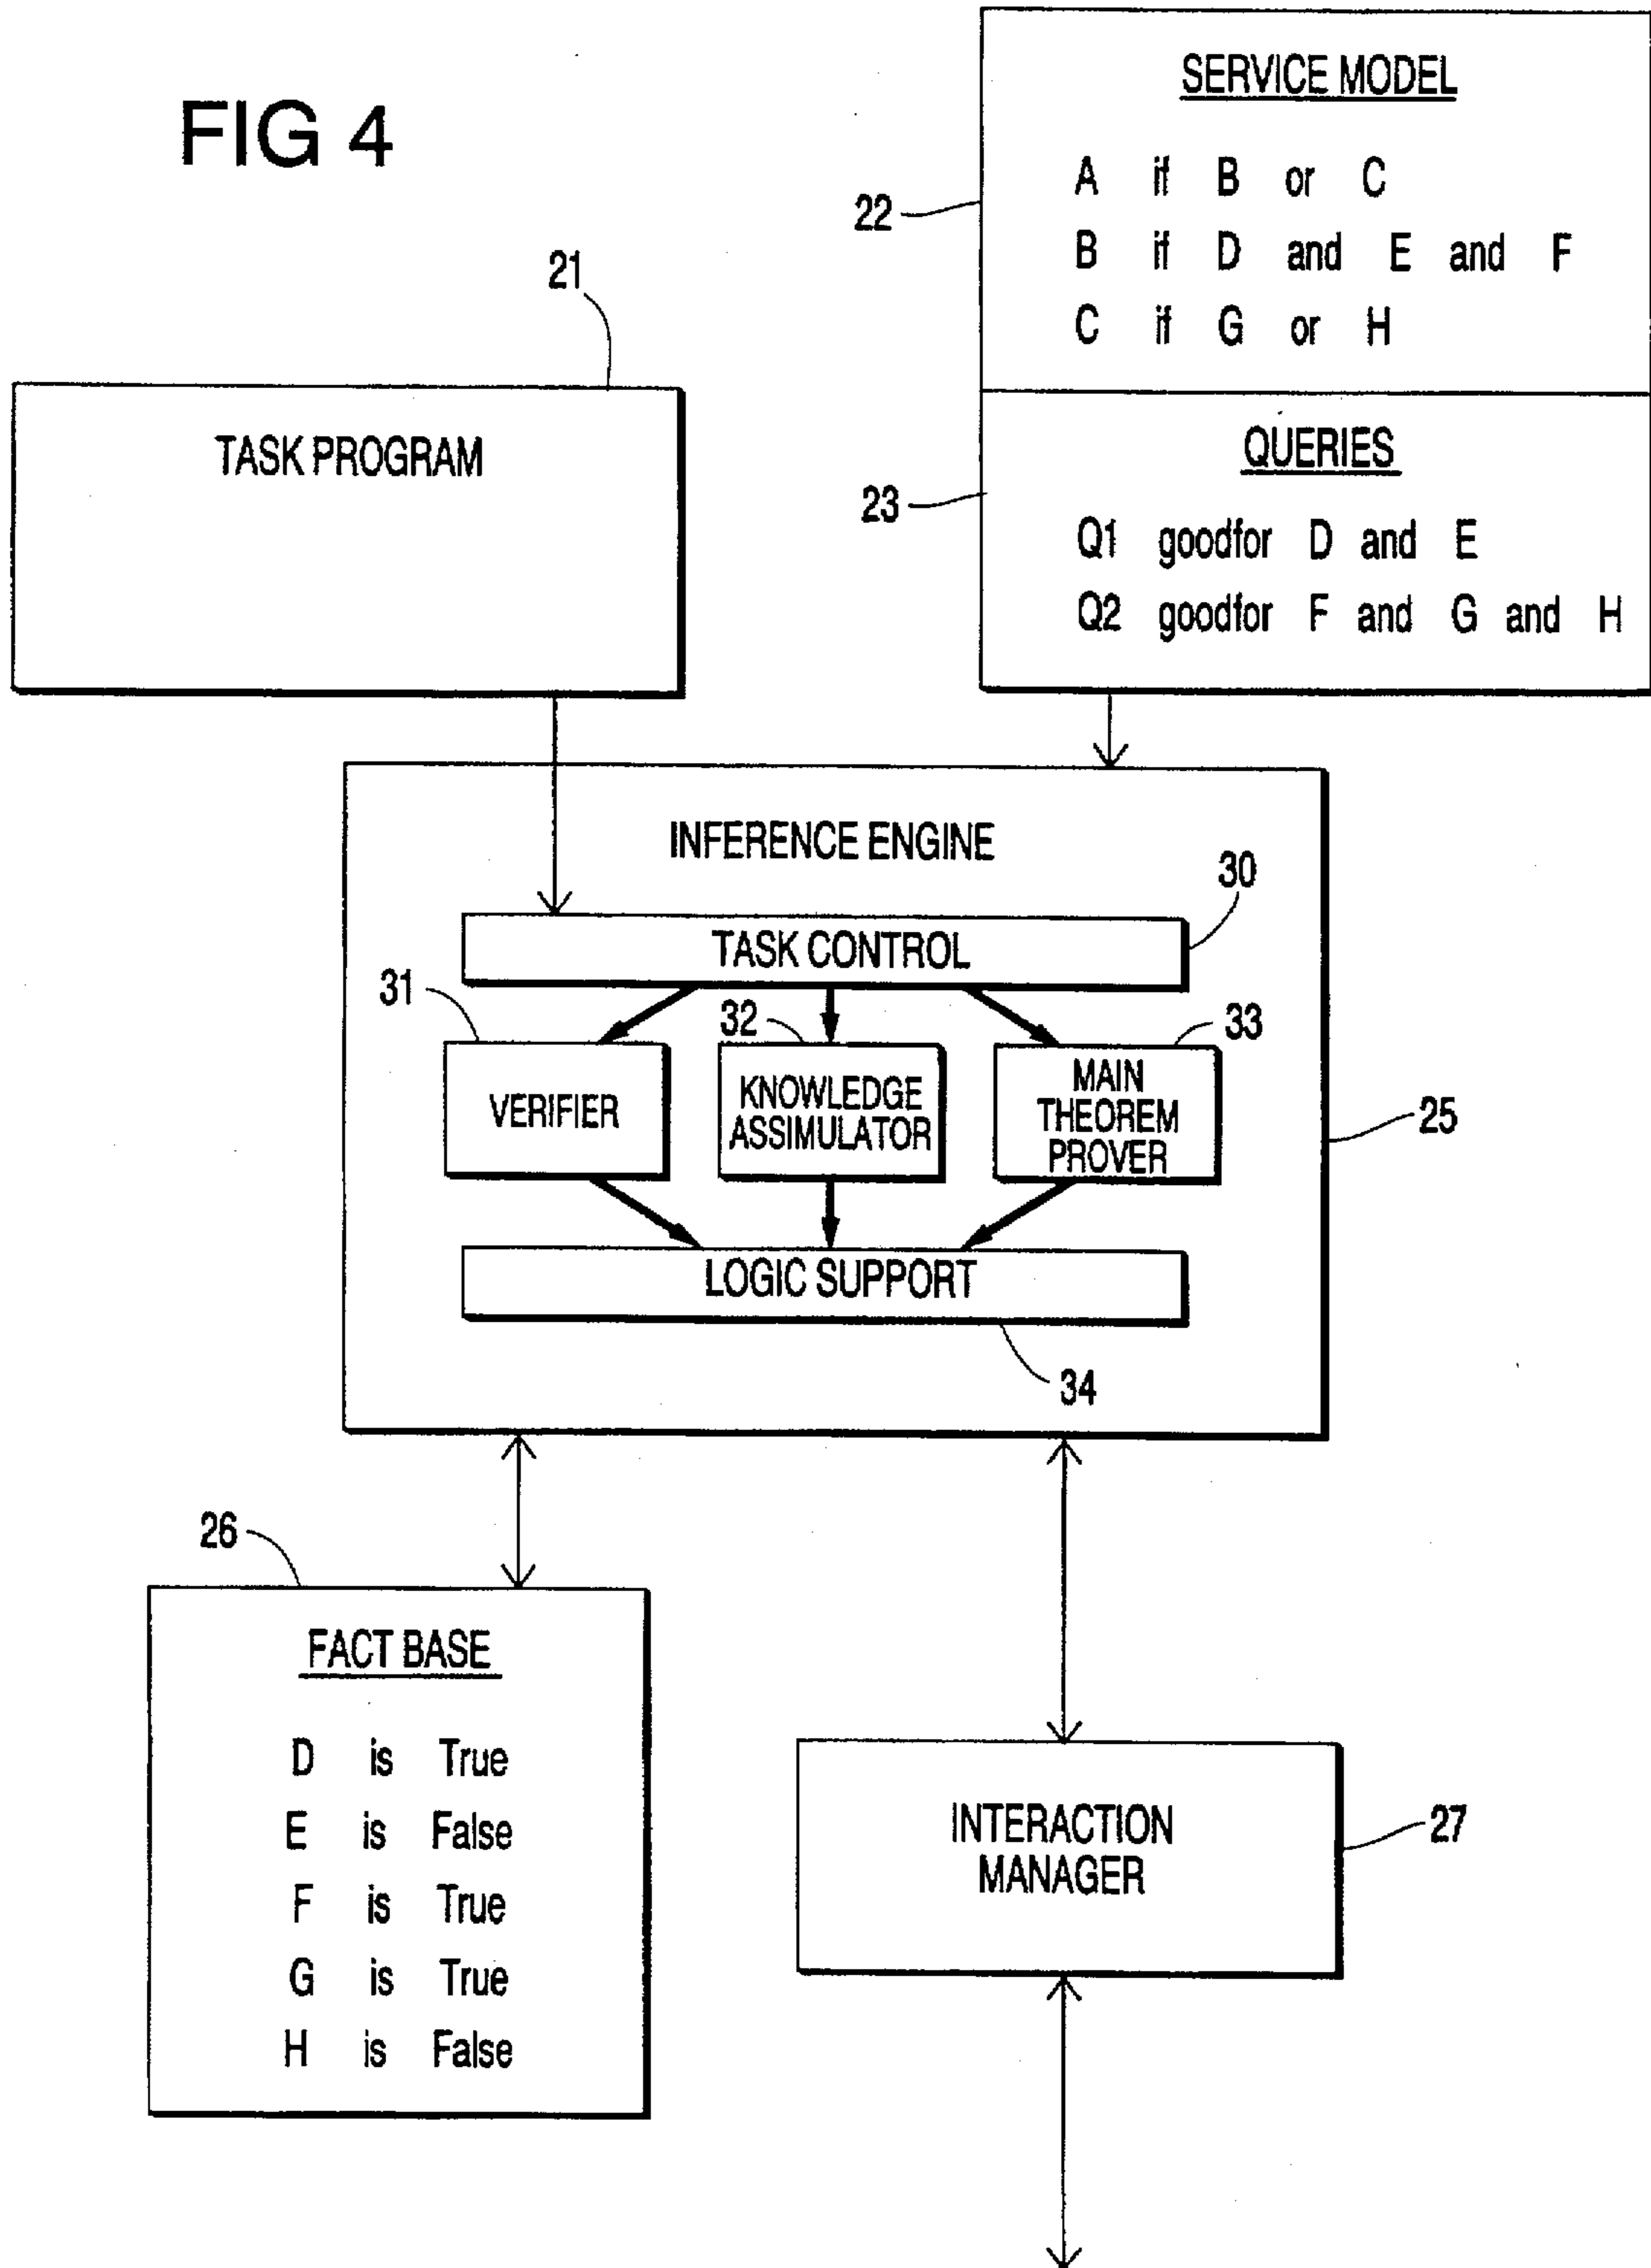 FIG 4
SERVICE MODEL
A if B or C
22
B if D and E and F
C if G or H
21
TASK PROGRAM
QUERIES
23
Q1 goodfor D and E
Q2 goodfor F and G and H
INFERENCE ENGINE
30
TASK CONTROL
31
32
33
VERIFIER
KNOWLEDGE
ASSIMULATOR
MAIN
THEOREM
PROVER
25
LOGIC SUPPORT
34
26
FACT BASE
D is True
E is False
F is True
G is True
H is False
INTERACTION
MANAGER
27